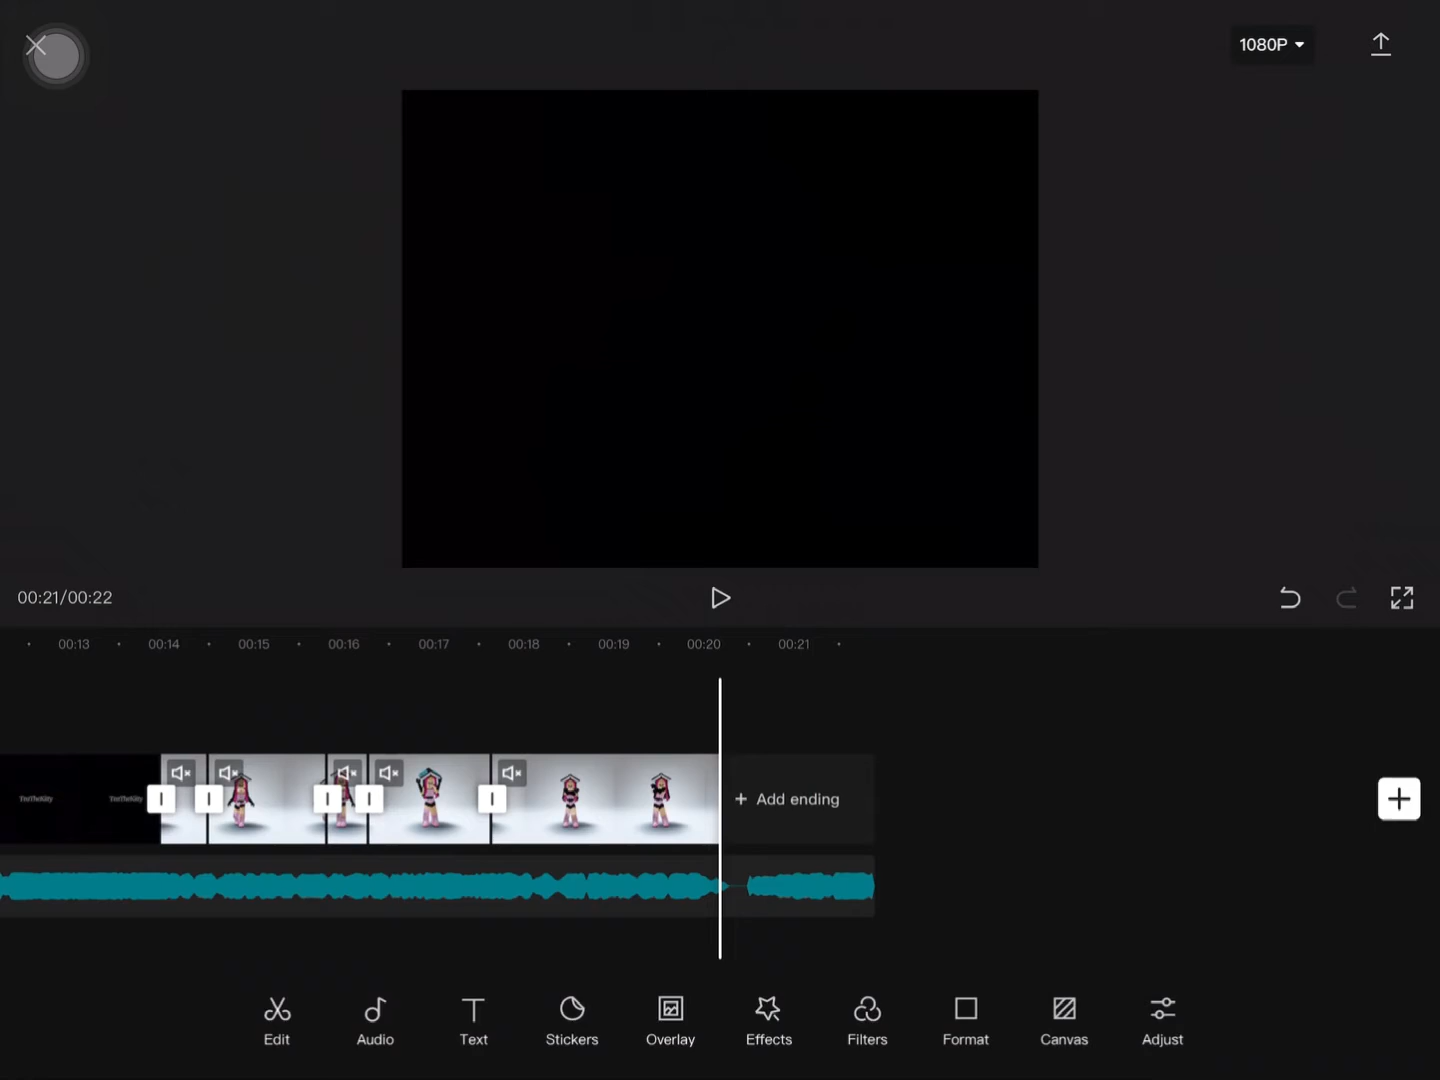 1080P
00:21/00:22
00:13 00:14 00:15 00:16 00:17 00:18 00:19 00:20 00:21
+ Add ending
Edit Audio Text Stickers Overlay Effects Filters Format Canvas Adjust